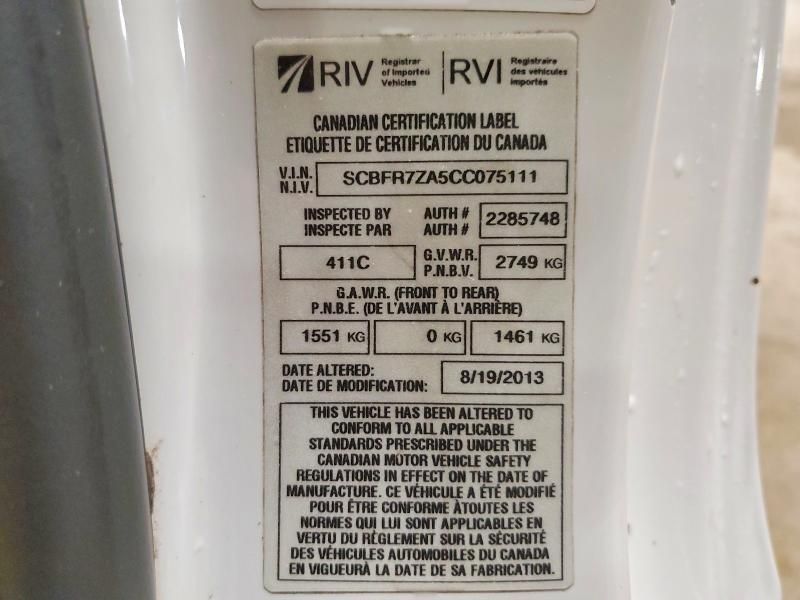 RIV Registrar of Imported Vehicles RVI Registraire des véhicules importés
CANADIAN CERTIFICATION LABEL
ETIQUETTE DE CERTIFICATION DU CANADA
V.I.N. SCBFR7ZA5CC075111
N.I.V.
INSPECTED BY AUTH # 2285748
INSPECTE PAR AUTH #
411C G.V.W.R. 2749 KG
P.N.B.V.
G.A.W.R. (FRONT TO REAR)
P.N.B.E. (DE L'AVANT À L'ARRIÈRE)
1551 KG 0 KG 1461 KG
DATE ALTERED: 8/19/2013
DATE DE MODIFICATION:
THIS VEHICLE HAS BEEN ALTERED TO
CONFORM TO ALL APPLICABLE
STANDARDS PRESCRIBED UNDER THE
CANADIAN MOTOR VEHICLE SAFETY
REGULATIONS IN EFFECT ON THE DATE OF
MANUFACTURE. CE VÉHICULE A ÉTÉ MODIFIÉ
POUR ÊTRE CONFORME ÀTOUTES LES
NORMES QUI LUI SONT APPLICABLES EN
VERTU DU RÈGLEMENT SUR LA SÉCURITÉ
DES VÉHICULES AUTOMOBILES DU CANADA
EN VIGUEURÀ LA DATE DE SA FABRICATION.